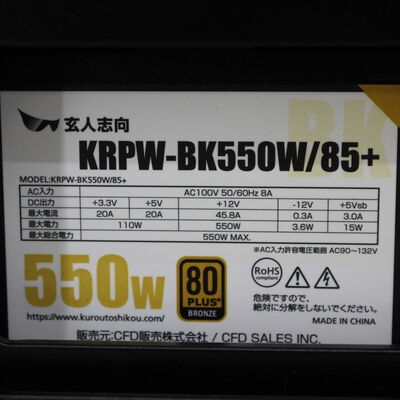 BK
玄人志向
KRPW-BK550W/85+
MODEL:KRPW-BK550W/85+
AC入力 AC100V 50/60Hz 8A
DC出力 +3.3V +5V +12V -12V +5Vsb
最大電流 20A 20A 45.8A 0.3A 3.0A
最大電力 110W 550W 3.6W 15W
最大総合電力 550W MAX.
※AC入力許容電圧範囲 AC90~132V
550W
80
PLUS
BRONZE
RoHS
compliant
危険ですので、
絶対に分解をしないでください。
https://www.kuroutoshikou.com/
MADE IN CHINA
販売元:CFD販売株式会社 / CFD SALES INC.